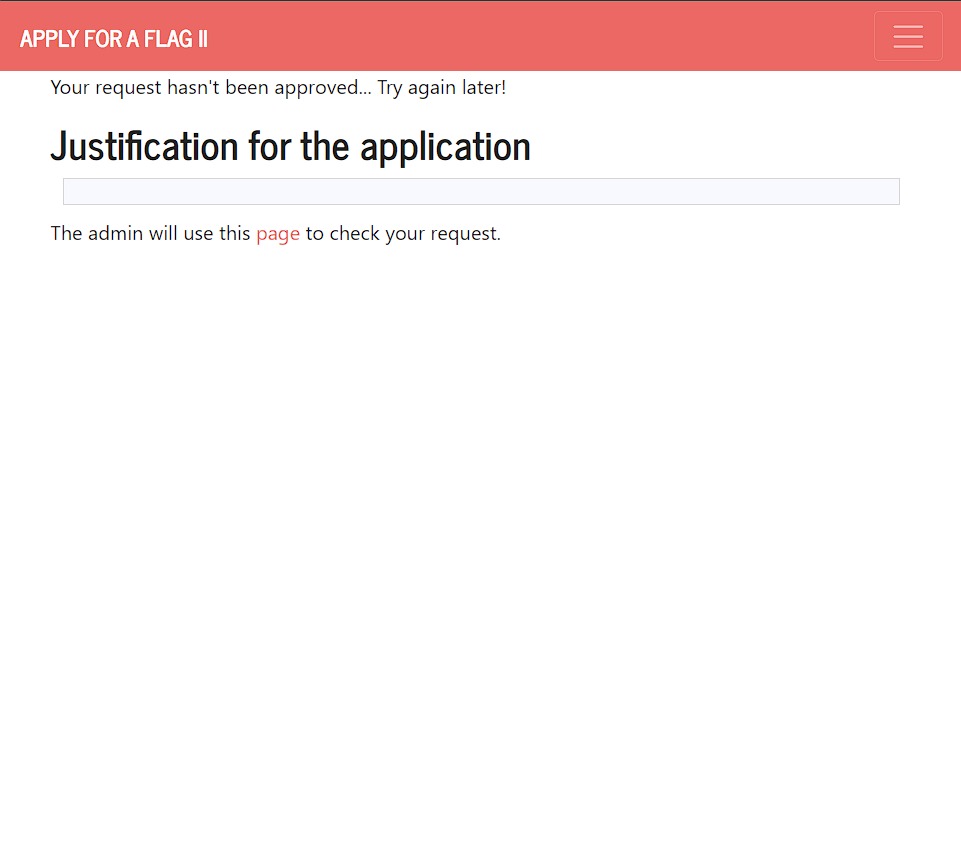 APPLY FOR A FLAG II
Your request hasn't been approved... Try again later!
Justification for the application
The admin will use this page to check your request.